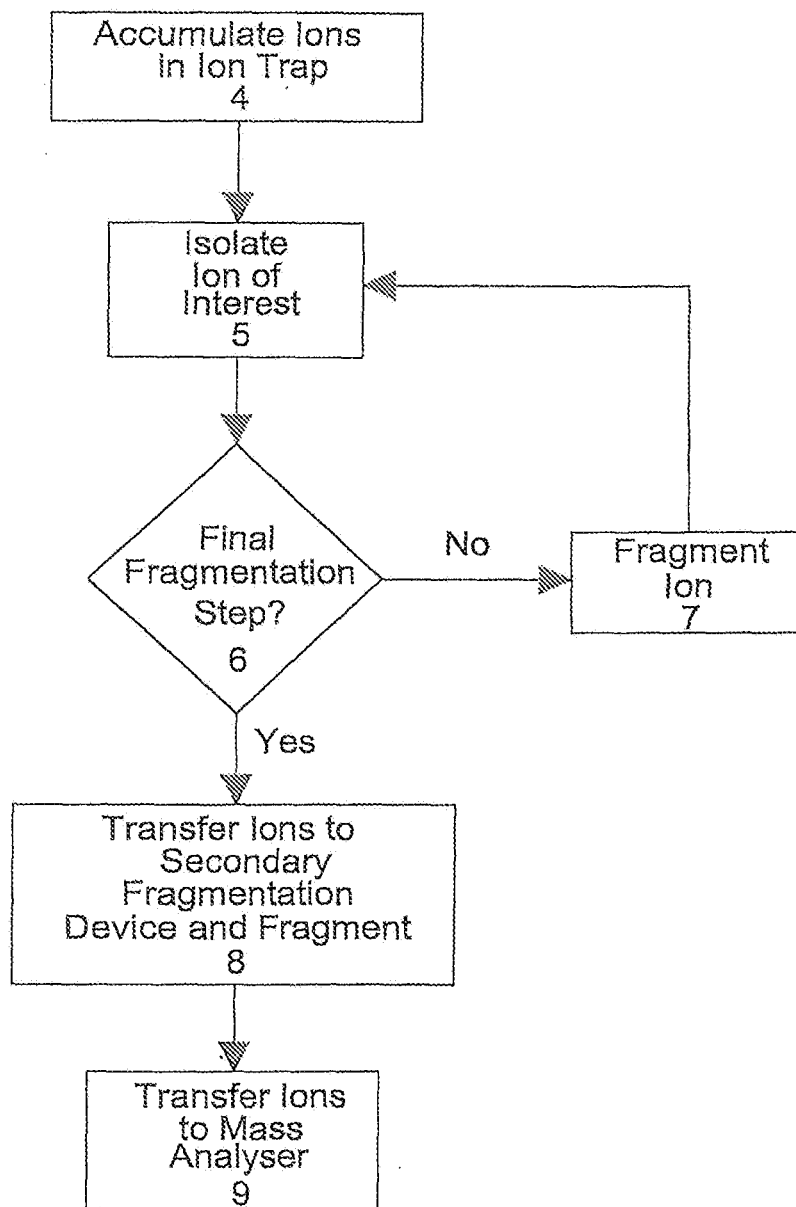 Accumulate Ions
in Ion Trap
4
Isolate
Ion of
Interest
5
Final
Fragmentation
Step?
6
No
Fragment
Ion
7
Yes
Transfer Ions to
Secondary
Fragmentation
Device and Fragment
8
Transfer Ions
to Mass
Analyser
9